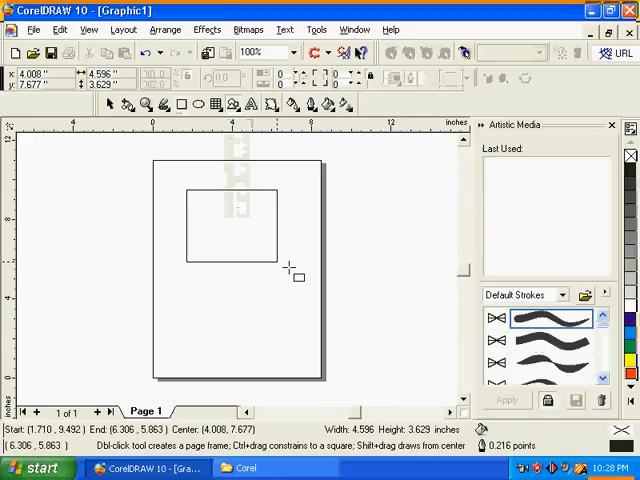 CorelDRAW 10 - [Graphic1]
File Edit View Layout Arrange Effects Bitmaps Text Tools Window Help
100% URL
x: 4.008 " 4.596 "
y: 7.677 " 3.629 "
4 0 4 8 12 inches
Artistic Media
Last Used:
12
8
4
0
inches
Default Strokes
Apply
1 of 1 Page 1
Start: (1.710, 9.492) End: (6.306, 5.863) Center: (4.008, 7.677) Width: 4.596 Height: 3.629 inches
( 6.306, 5.863 ) Dbl-click tool creates a page frame; Ctrl+drag constrains to a square; Shift+drag draws from center 0.216 points
start CorelDRAW 10 - [Gra... Corel 10:28 PM